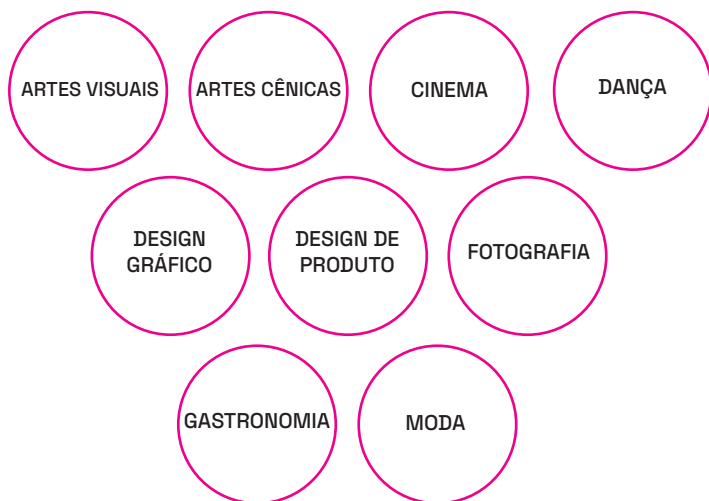 ARTES VISUAIS
ARTES CÊNICAS
CINEMA
DANÇA
DESIGN
GRÁFICO
DESIGN DE
PRODUTO
FOTOGRAFIA
GASTRONOMIA
MODA